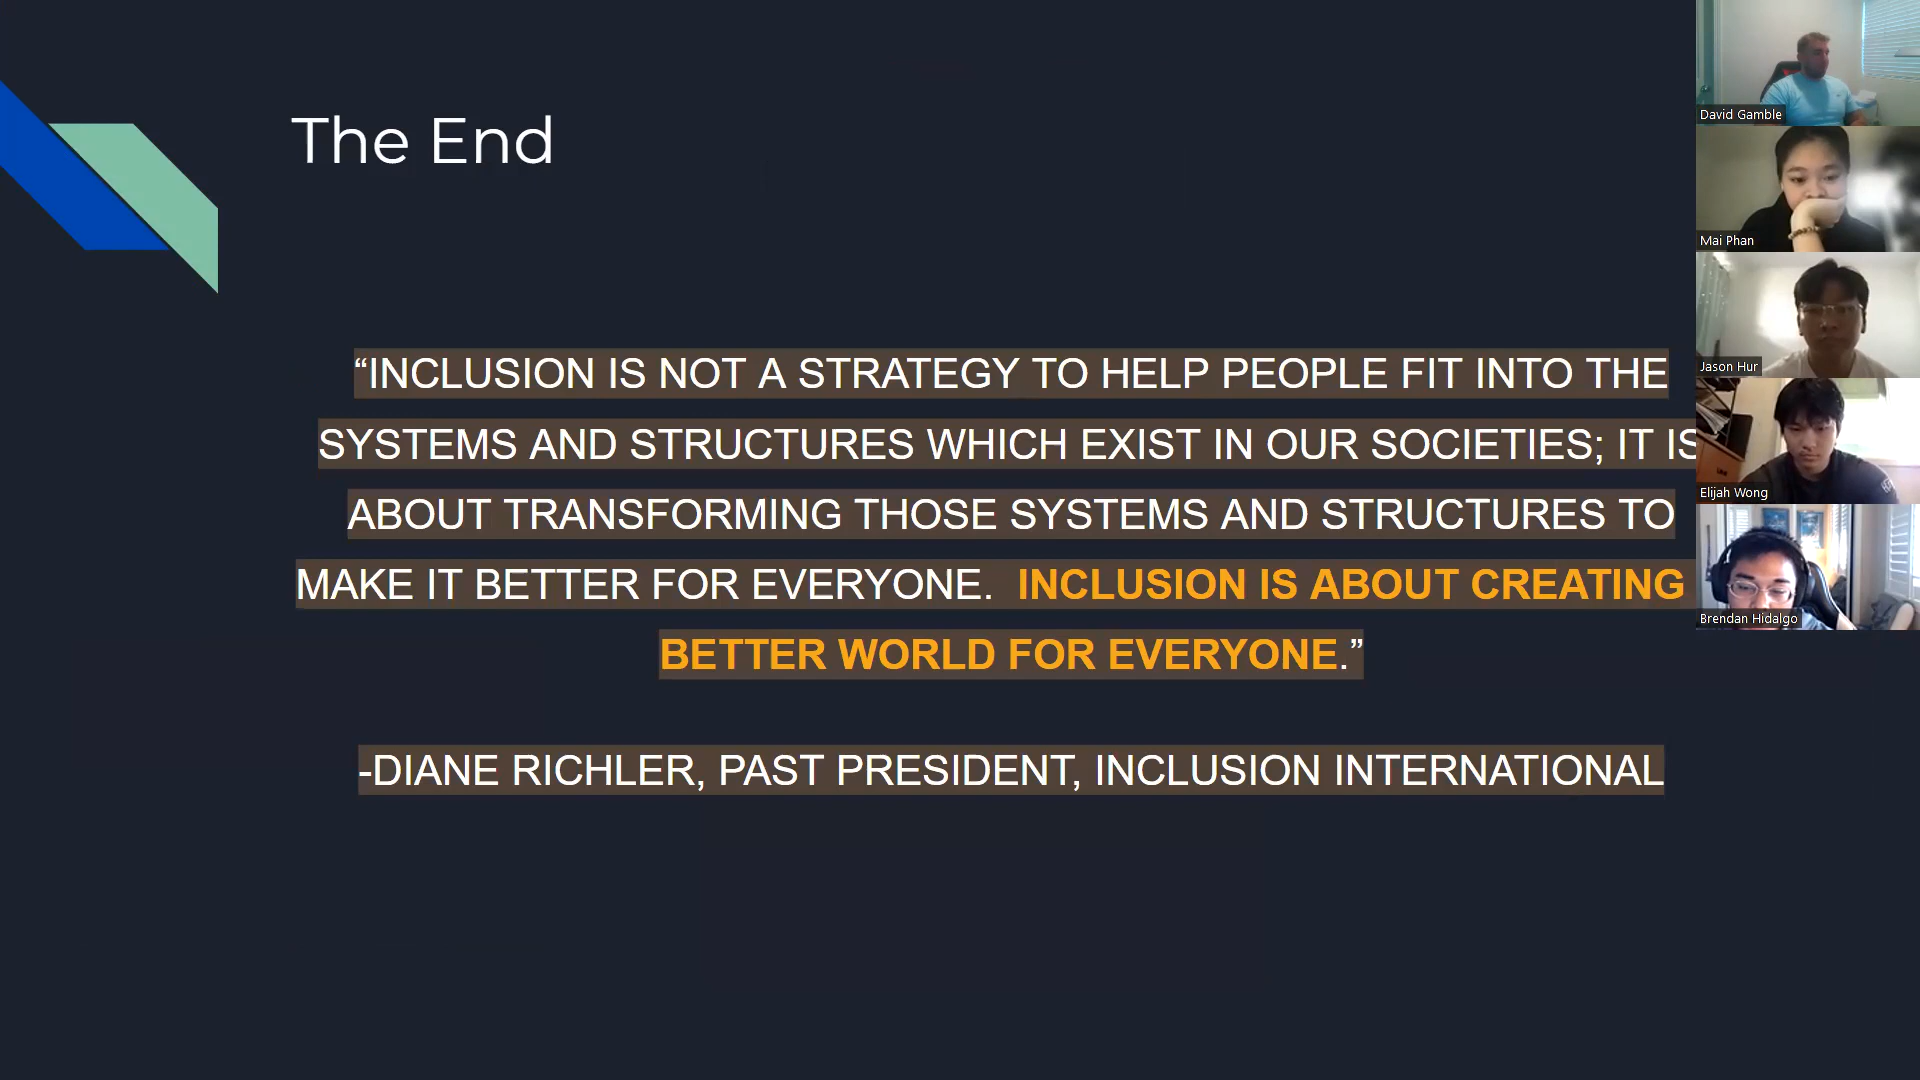 The End
“INCLUSION IS NOT A STRATEGY TO HELP PEOPLE FIT INTO THE
SYSTEMS AND STRUCTURES WHICH EXIST IN OUR SOCIETIES; IT IS
ABOUT TRANSFORMING THOSE SYSTEMS AND STRUCTURES TO
MAKE IT BETTER FOR EVERYONE. INCLUSION IS ABOUT CREATING
BETTER WORLD FOR EVERYONE.”
-DIANE RICHLER, PAST PRESIDENT, INCLUSION INTERNATIONAL
David Gamble
Mai Phan
Jason Hur
Elijah Wong
Brendan Hidalgo